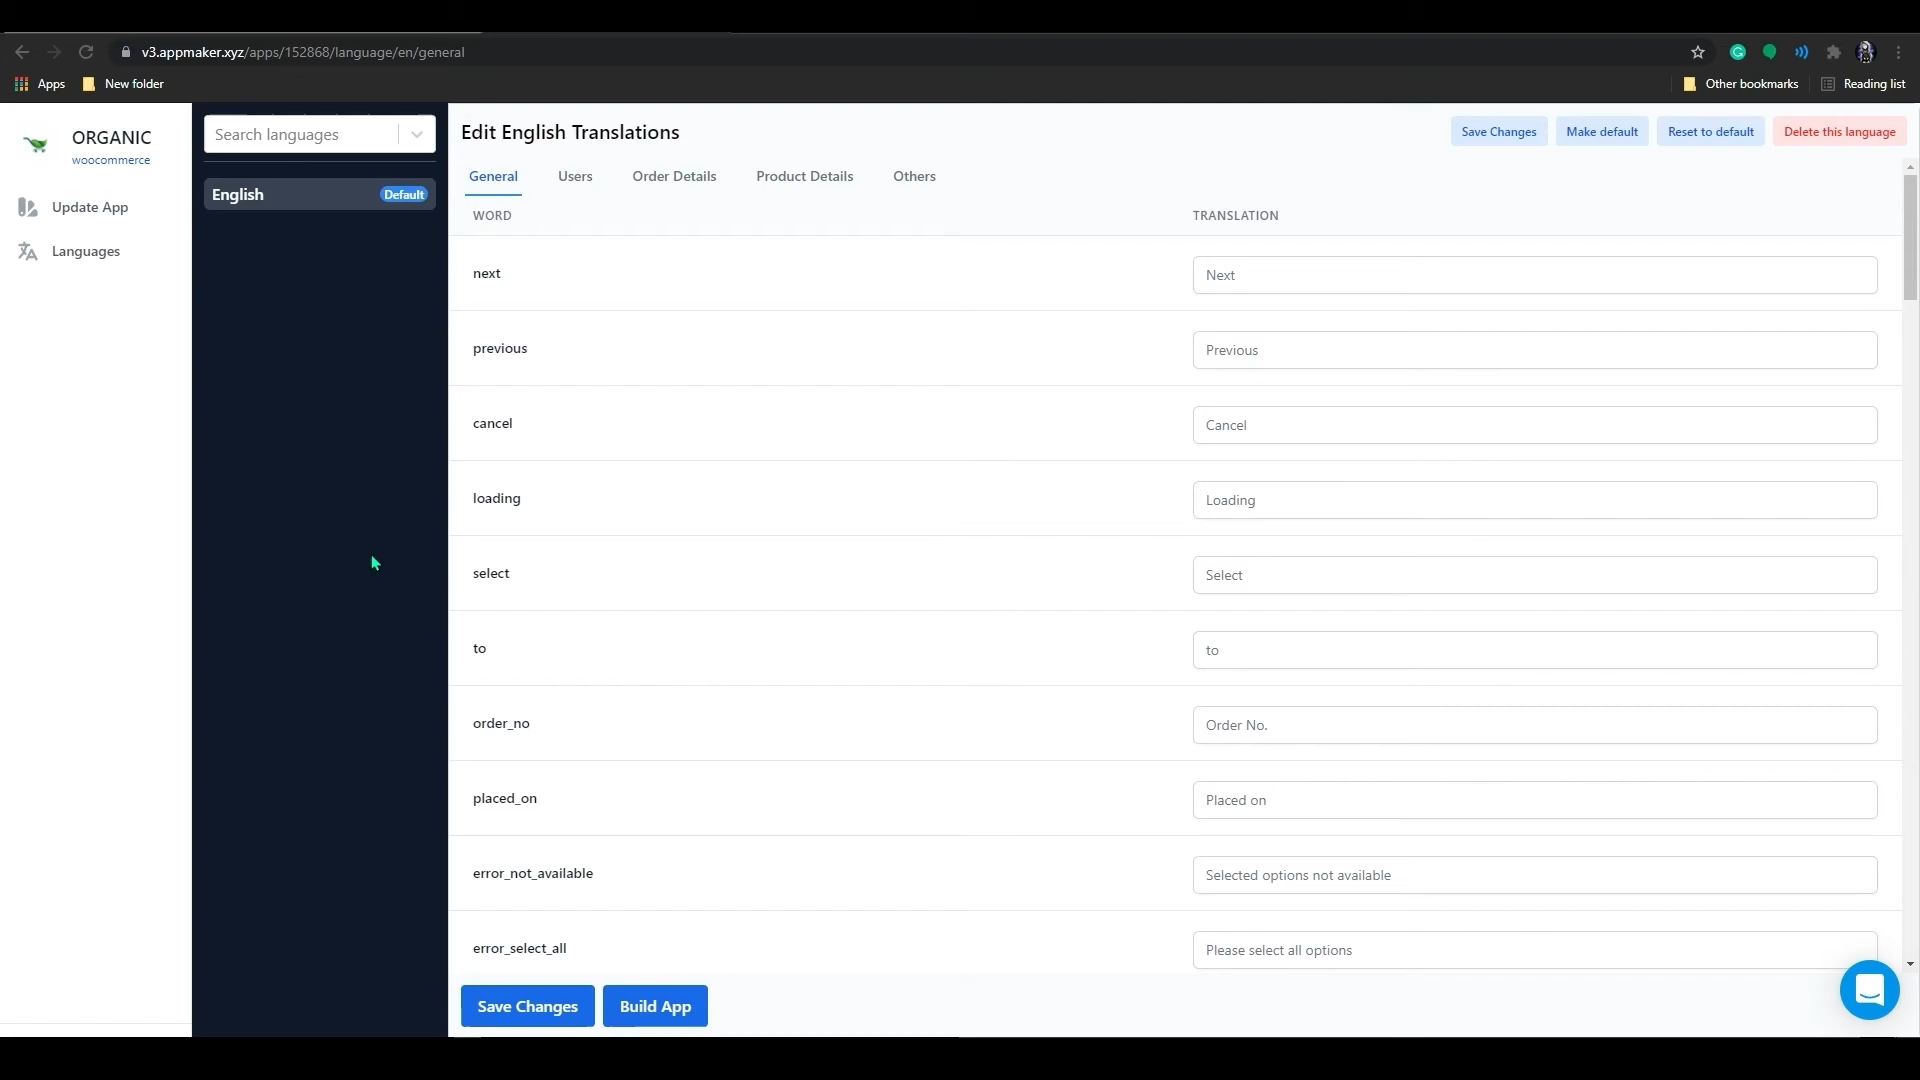 v3.appmaker.xyz/apps/152868/language/en/general
Apps
New folder
Other bookmarks
Reading list
ORGANIC
woocommerce
Update App
Languages
Search languages
English
Default
Edit English Translations
Save Changes
Make default
Reset to default
Delete this language
General
Users
Order Details
Product Details
Others
WORD
TRANSLATION
next
Next
previous
Previous
cancel
Cancel
loading
Loading
select
Select
to
to
order_no
Order No.
placed_on
Placed on
error_not_available
Selected options not available
error_select_all
Please select all options
Save Changes
Build App